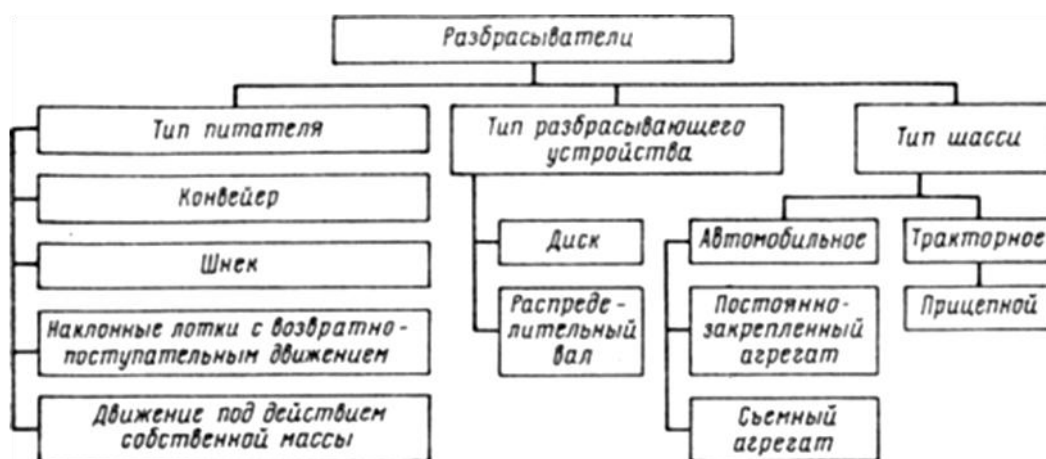 Разбрасыватели
Тип питателя
Конвейер
Шнек
Наклонные лотки с возвратно-
поступательным движением
Движение под действием
собственной массы
Тип разбрасывающего
устройства
Диск
Распреде-
лительный
вал
Тип шасси
Автомобильное
Постоянно-
закрепленный
агрегат
Съемный
агрегат
Тракторное
Прицепной